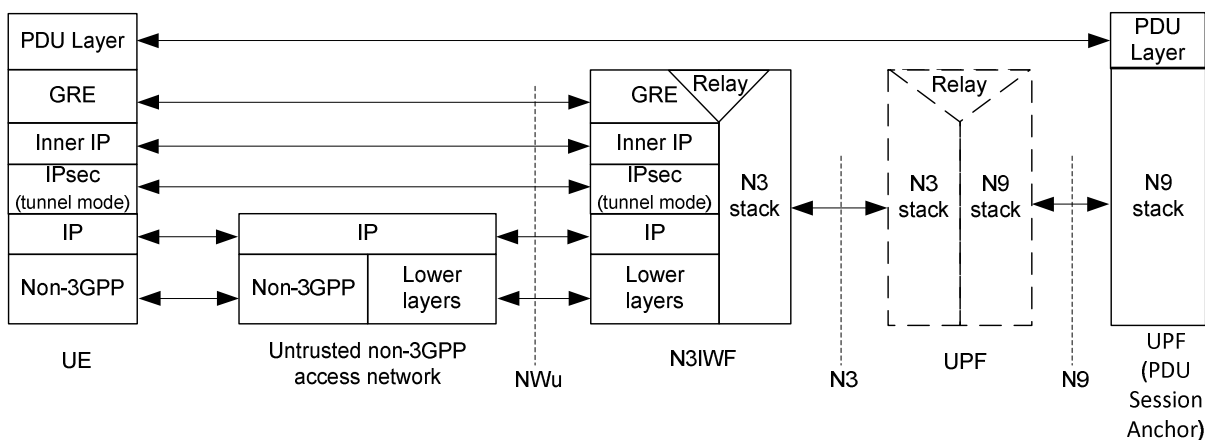 PDU Layer
GRE
Inner IP
IPsec
(tunnel mode)
IP
Non-3GPP
UE
IP
Non-3GPP
Lower
layers
Untrusted non-3GPP
access network
NWu
GRE
Relay
Inner IP
IPsec
(tunnel mode)
IP
Lower
layers
N3
stack
N3IWF
N3
Relay
N3
stack
N9
stack
UPF
N9
PDU
Layer
N9
stack
UPF
(PDU
Session
Anchor)